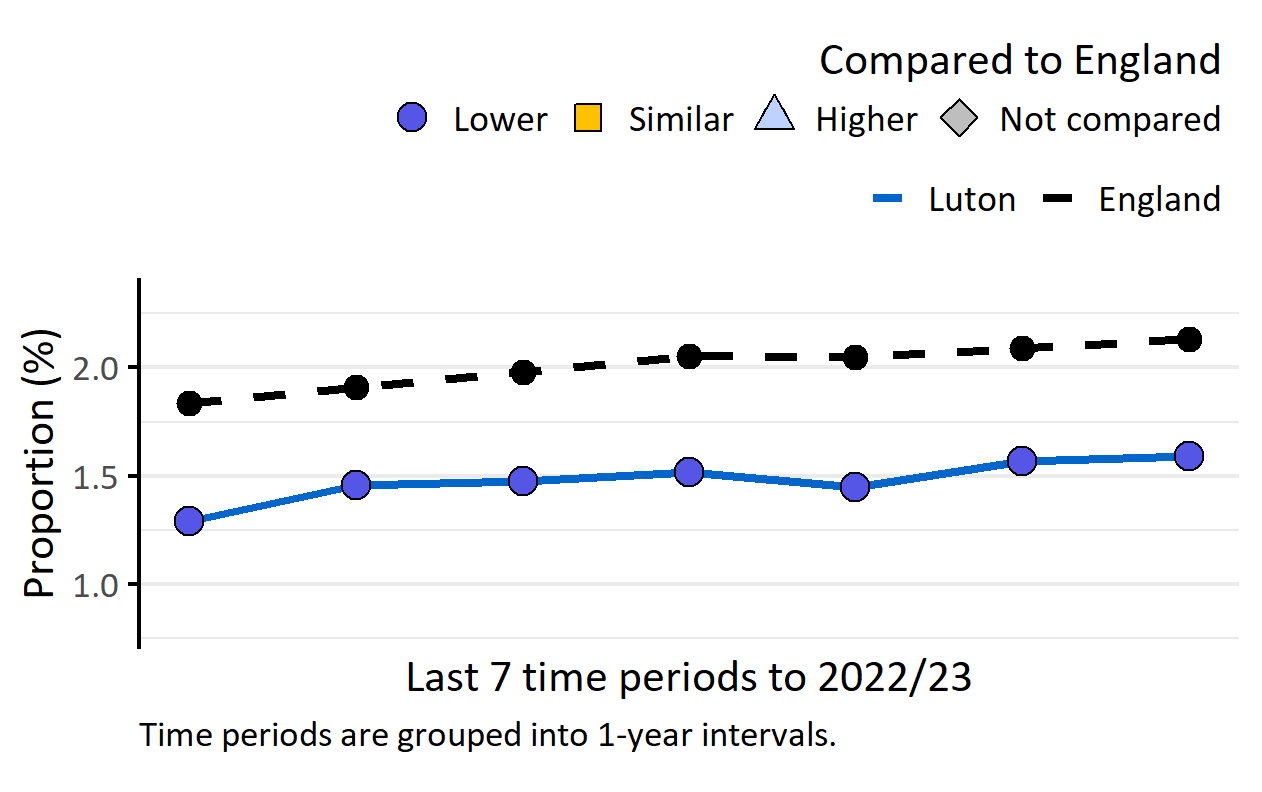 Compared to England
Lower Similar Higher Not compared
Luton England
Proportion (%)
2.0
1.5
1.0
Last 7 time periods to 2022/23
Time periods are grouped into 1-year intervals.